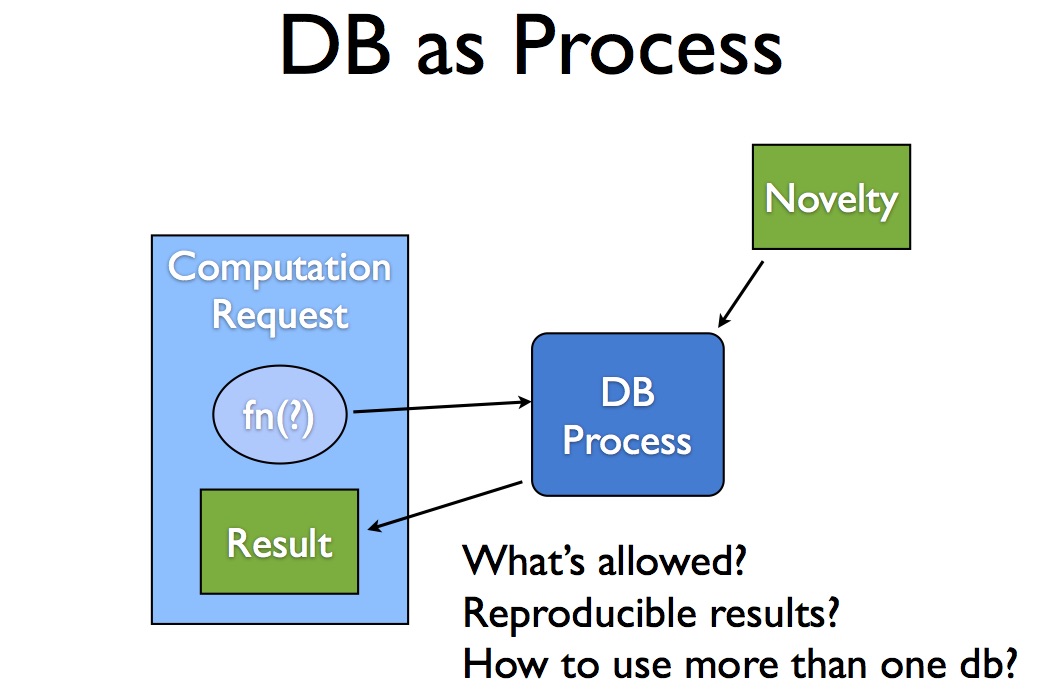 DB as Process
Novelty
Computation
Request
fn(?)
DB
Process
Result
What's allowed?
Reproducible results?
How to use more than one db?